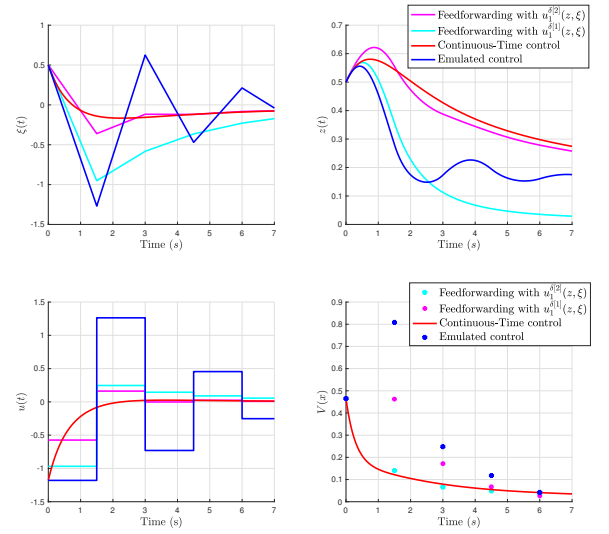 Feedforwarding with u₁^{δ[2]}(z, ξ)
Feedforwarding with u₁^{δ[1]}(z, ξ)
Continuous-Time control
Emulated control
1
0.5
0
-0.5
-1
-1.5
ξ(t)
0 1 2 3 4 5 6 7
Time (s)
0.7
0.6
0.5
0.4
0.3
0.2
0.1
0
z(t)
0 1 2 3 4 5 6 7
Time (s)
1.5
1
0.5
0
-0.5
-1
-1.5
u(t)
0 1 2 3 4 5 6 7
Time (s)
Feedforwarding with u₁^{δ[2]}(z, ξ)
Feedforwarding with u₁^{δ[1]}(z, ξ)
Continuous-Time control
Emulated control
0.9
0.8
0.7
0.6
0.5
0.4
0.3
0.2
0.1
0
V(x)
0 1 2 3 4 5 6 7
Time (s)